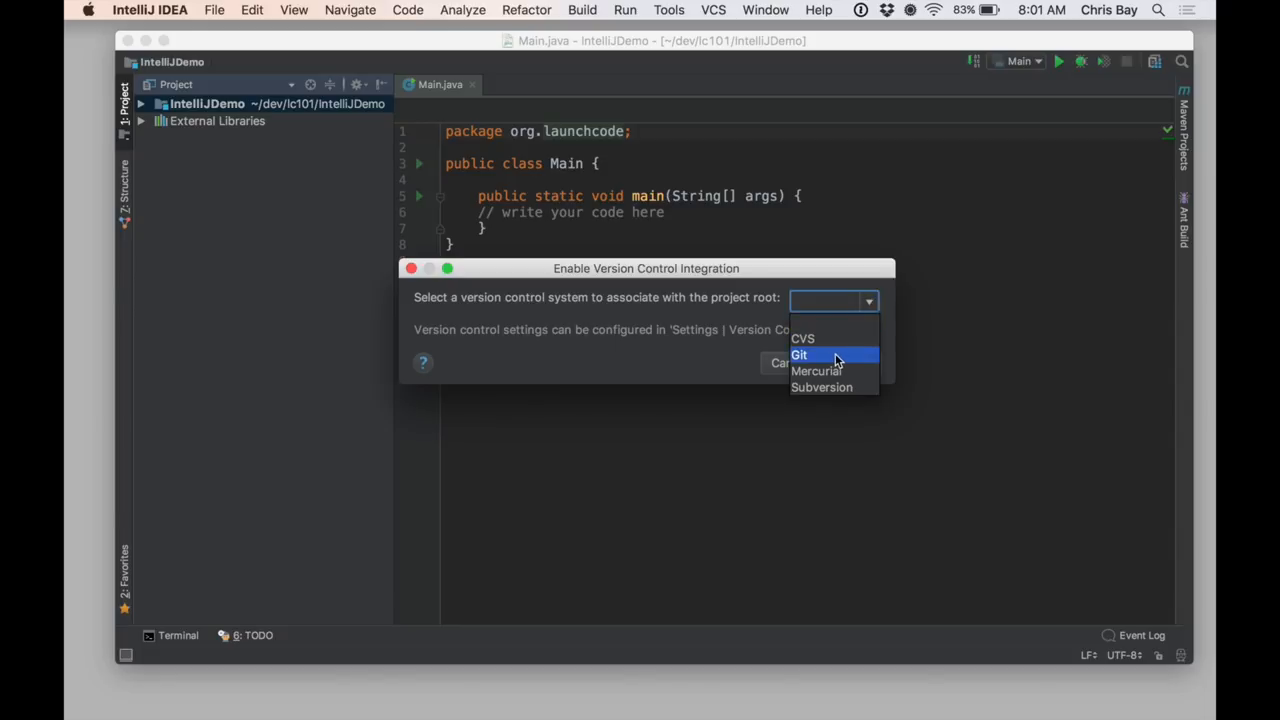 IntelliJ IDEA File Edit View Navigate Code Analyze Refactor Build Run Tools VCS Window Help 83% 8:01 AM Chris Bay
Main.java - IntelliJDemo - [~/dev/lc101/IntelliJDemo]
IntelliJDemo Main
1: Project
Project
Main.java
IntelliJDemo ~/dev/lc101/IntelliJDemo
External Libraries
7: Structure
2: Favorites
1 package org.launchcode;
2
3 public class Main {
4
5 public static void main(String[] args) {
6 // write your code here
7 }
8 }
Maven Projects
Ant Build
Enable Version Control Integration
Select a version control system to associate with the project root:
Version control settings can be configured in 'Settings | Version Co
?
Can
CVS
Git
Mercurial
Subversion
Terminal 6: TODO Event Log
LF UTF-8